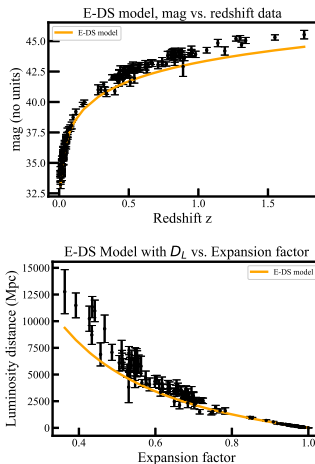 E-DS model, mag vs. redshift data
E-DS model
mag (no units)
45.0
42.5
40.0
37.5
35.0
32.5
0.0 0.5 1.0 1.5
Redshift z
E-DS Model with D_L vs. Expansion factor
E-DS model
Luminosity distance (Mpc)
15000
12500
10000
7500
5000
2500
0
0.4 0.6 0.8 1.0
Expansion factor